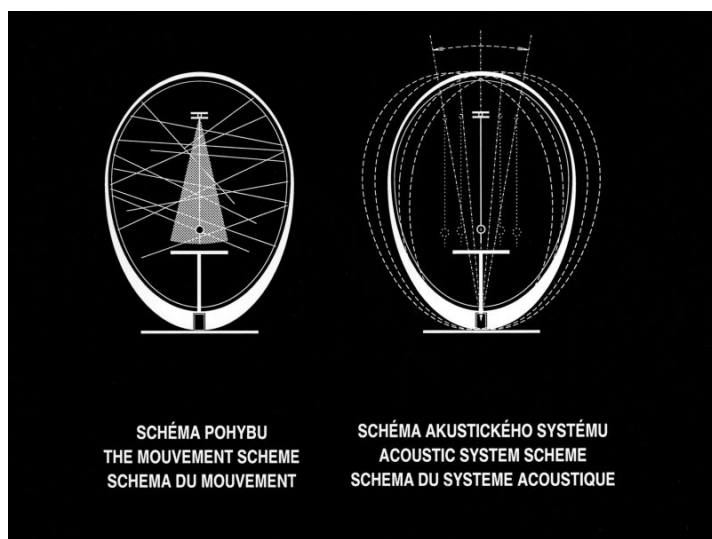 SCHÉMA POHYBU
THE MOUVEMENT SCHEME
SCHEMA DU MOUVEMENT
SCHÉMA AKUSTICKÉHO SYSTÉMU
ACOUSTIC SYSTEM SCHEME
SCHEMA DU SYSTEME ACOUSTIQUE